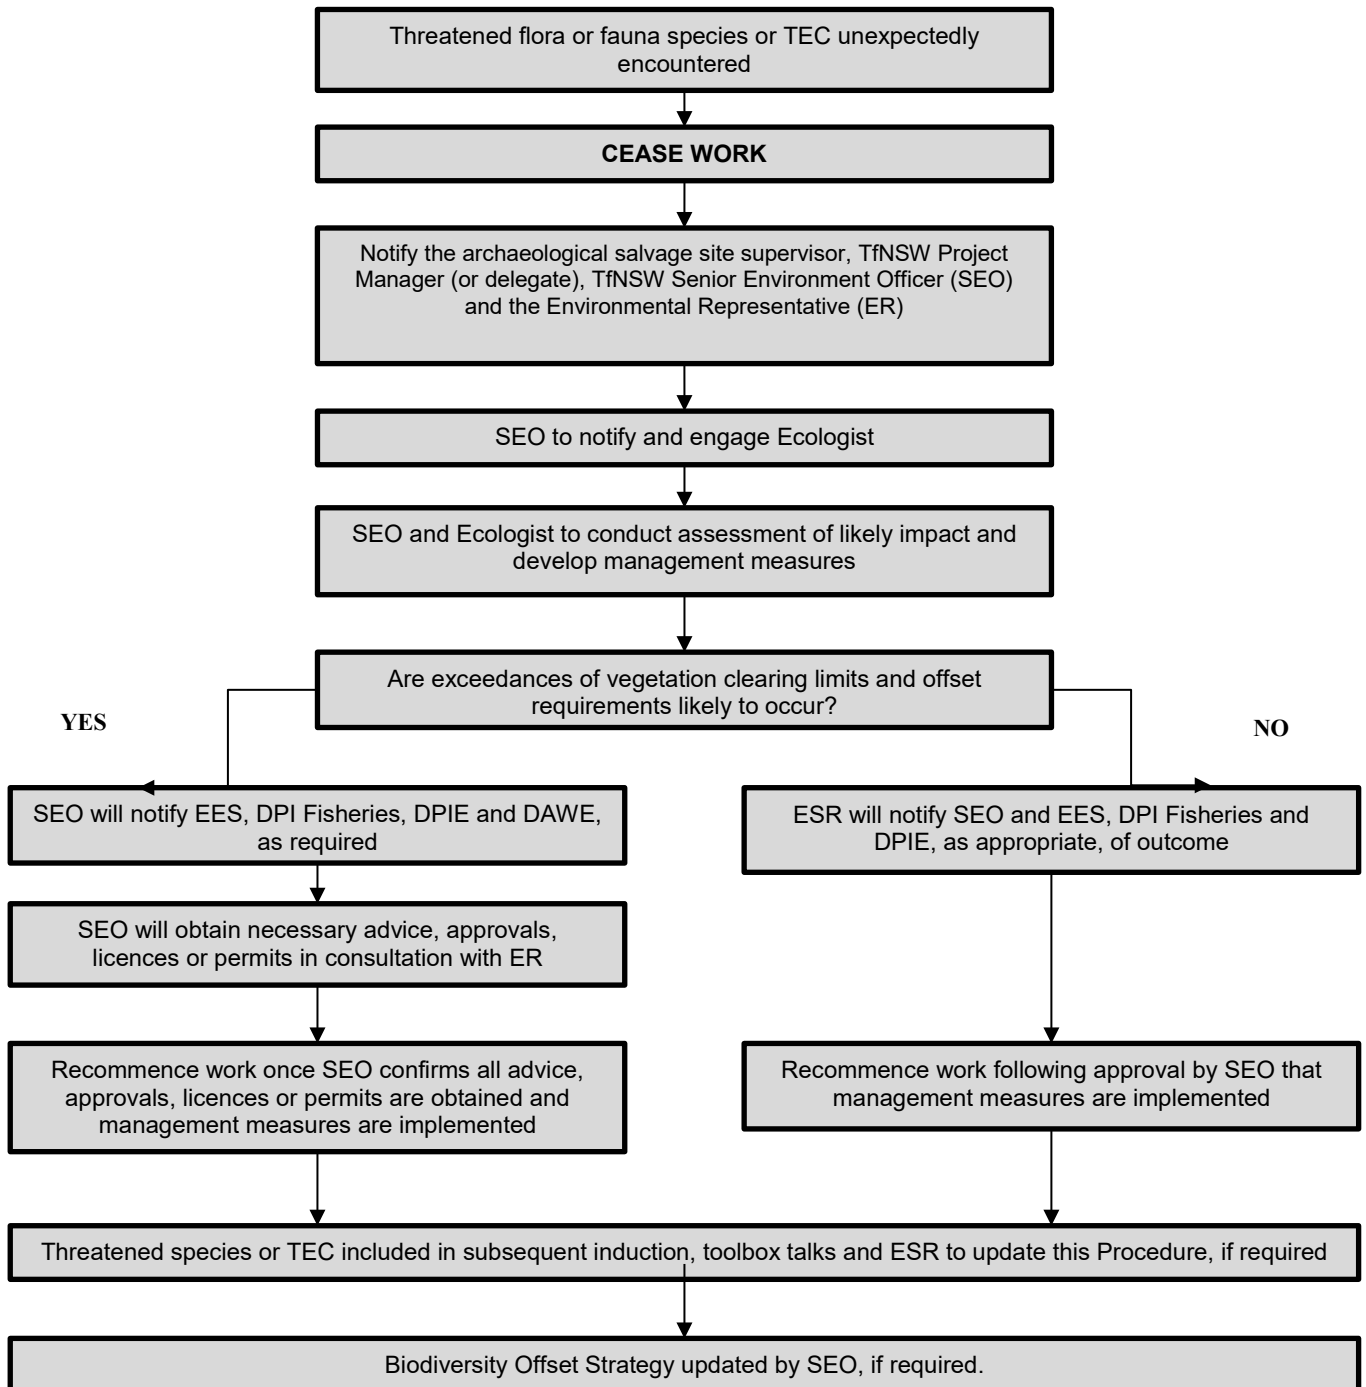 Threatened flora or fauna species or TEC unexpectedly
encountered
CEASE WORK
Notify the archaeological salvage site supervisor, TfNSW Project
Manager (or delegate), TfNSW Senior Environment Officer (SEO)
and the Environmental Representative (ER)
SEO to notify and engage Ecologist
SEO and Ecologist to conduct assessment of likely impact and
develop management measures
Are exceedances of vegetation clearing limits and offset
requirements likely to occur?
YES
NO
SEO will notify EES, DPI Fisheries, DPIE and DAWE,
as required
ESR will notify SEO and EES, DPI Fisheries and
DPIE, as appropriate, of outcome
SEO will obtain necessary advice, approvals,
licences or permits in consultation with ER
Recommence work once SEO confirms all advice,
approvals, licences or permits are obtained and
management measures are implemented
Recommence work following approval by SEO that
management measures are implemented
Threatened species or TEC included in subsequent induction, toolbox talks and ESR to update this Procedure, if required
Biodiversity Offset Strategy updated by SEO, if required.